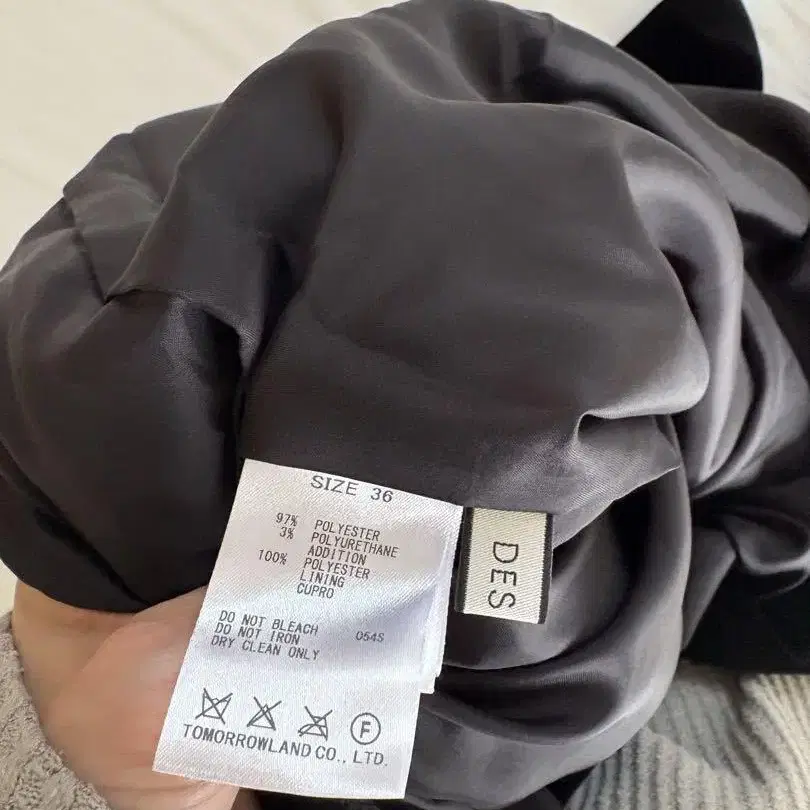 SIZE 36
97% POLYESTER
3% POLYURETHANE
ADDITION
100% POLYESTER
LINING
CUPRO
DO NOT BLEACH
DO NOT IRON 054S
DRY CLEAN ONLY
F
TOMORROWLAND CO., LTD.
DES